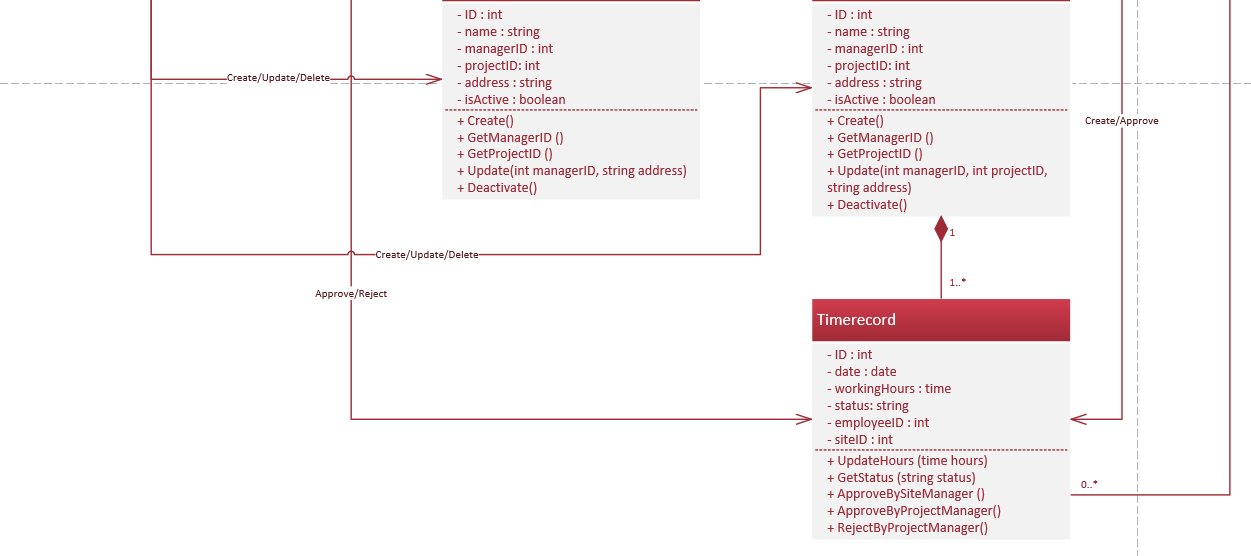 - ID : int
- name : string
- managerID : int
- projectID: int
- address : string
- isActive : boolean
+ Create()
+ GetManagerID ()
+ GetProjectID ()
+ Update(int managerID, string address)
+ Deactivate()
- ID : int
- name : string
- managerID : int
- projectID: int
- address : string
- isActive : boolean
+ Create()
+ GetManagerID ()
+ GetProjectID ()
+ Update(int managerID, int projectID,
string address)
+ Deactivate()
Create/Update/Delete
Create/Approve
Create/Update/Delete
Approve/Reject
1
1..*
Timerecord
- ID : int
- date : date
- workingHours : time
- status: string
- employeeID : int
- siteID : int
+ UpdateHours (time hours)
+ GetStatus (string status)
+ ApproveBySiteManager ()
+ ApproveByProjectManager()
+ RejectByProjectManager()
0..*